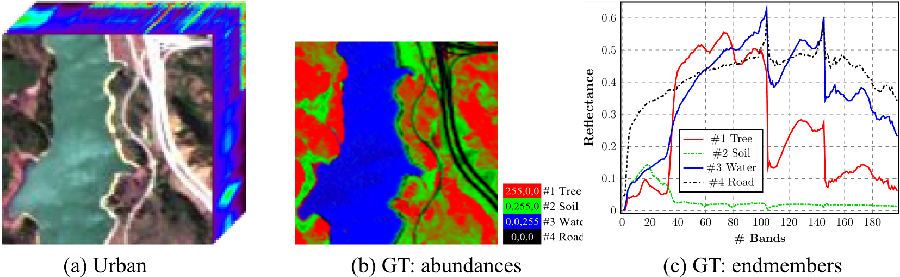 255,0,0 #1 Tree
0,255,0 #2 Soil
0,0,255 #3 Wate
0,0,0 #4 Road
0.6
0.5
0.4
0.3
0.2
0.1
0
Reflectance
#1 Tree
#2 Soil
#3 Water
#4 Road
0 20 40 60 80 100 120 140 160 180
# Bands
(a) Urban
(b) GT: abundances
(c) GT: endmembers